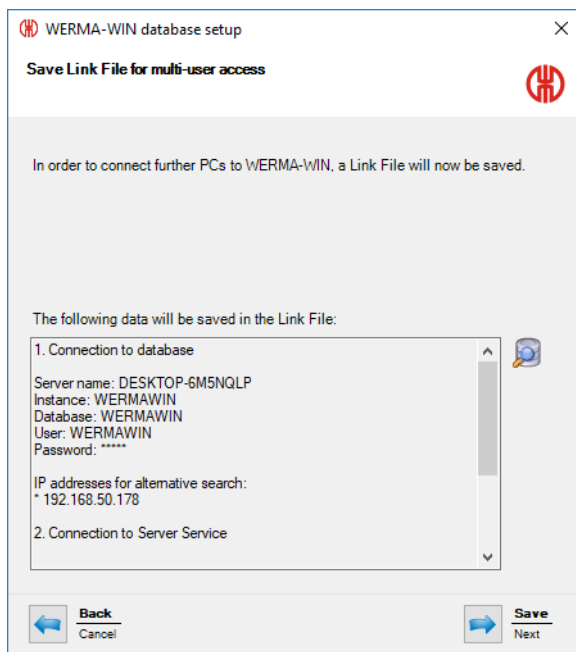 WERMA-WIN database setup
Save Link File for multi-user access
In order to connect further PCs to WERMA-WIN, a Link File will now be saved.
The following data will be saved in the Link File:
1. Connection to database
Server name: DESKTOP-6M5NQLP
Instance: WERMAWIN
Database: WERMAWIN
User: WERMAWIN
Password: *****
IP addresses for alternative search:
* 192.168.50.178
2. Connection to Server Service
Back
Cancel
Save
Next